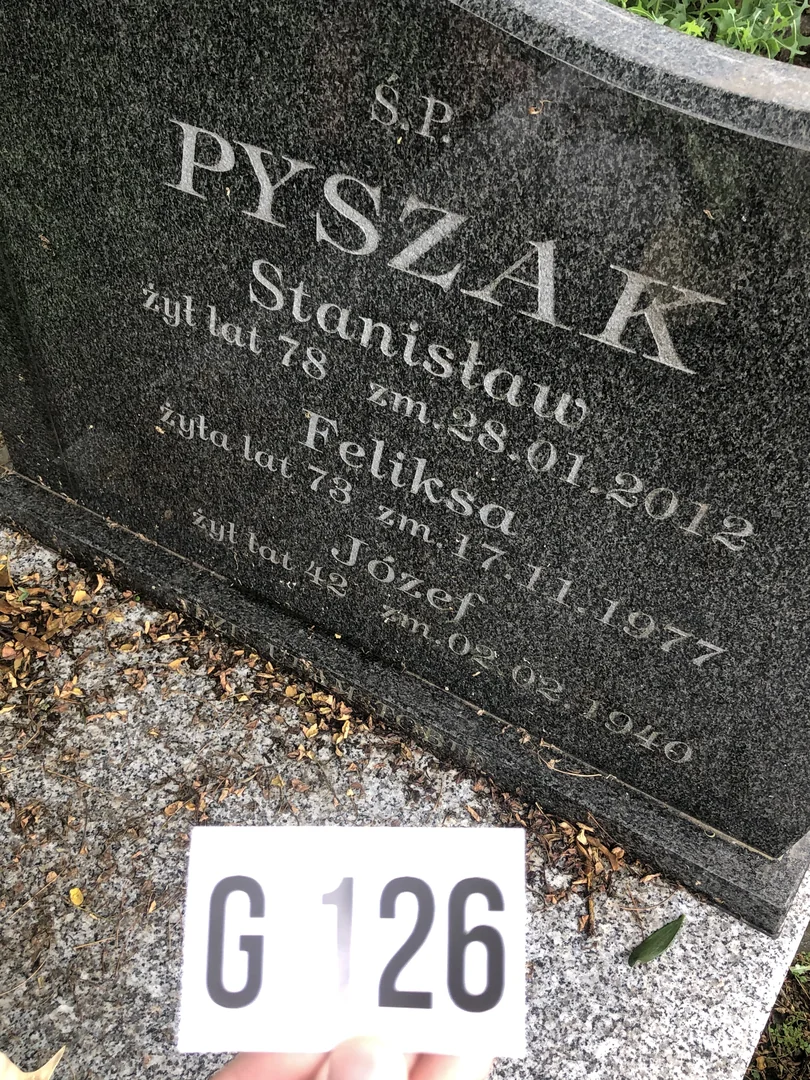 Ś.P.
PYSZAK
Stanisław
żył lat 78 zm. 28.01.2012
Feliksa
żyła lat 73 zm. 17.11.1977
Józef
żył lat 42 zm. 02.02.1940
G 126